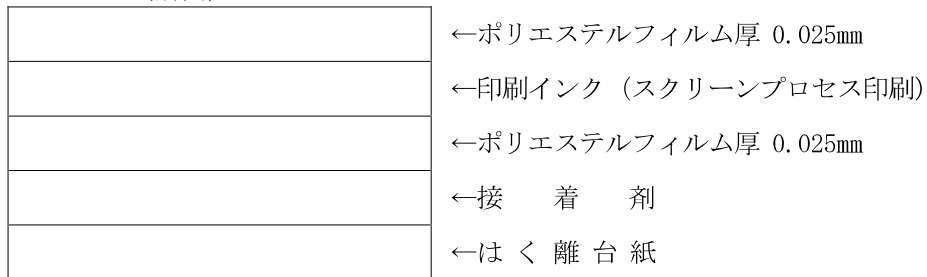 ←ポリエステルフィルム厚 0.025mm
←印刷インク（スクリーンプロセス印刷）
←ポリエステルフィルム厚 0.025mm
←接　着　剤
←は く 離 台 紙